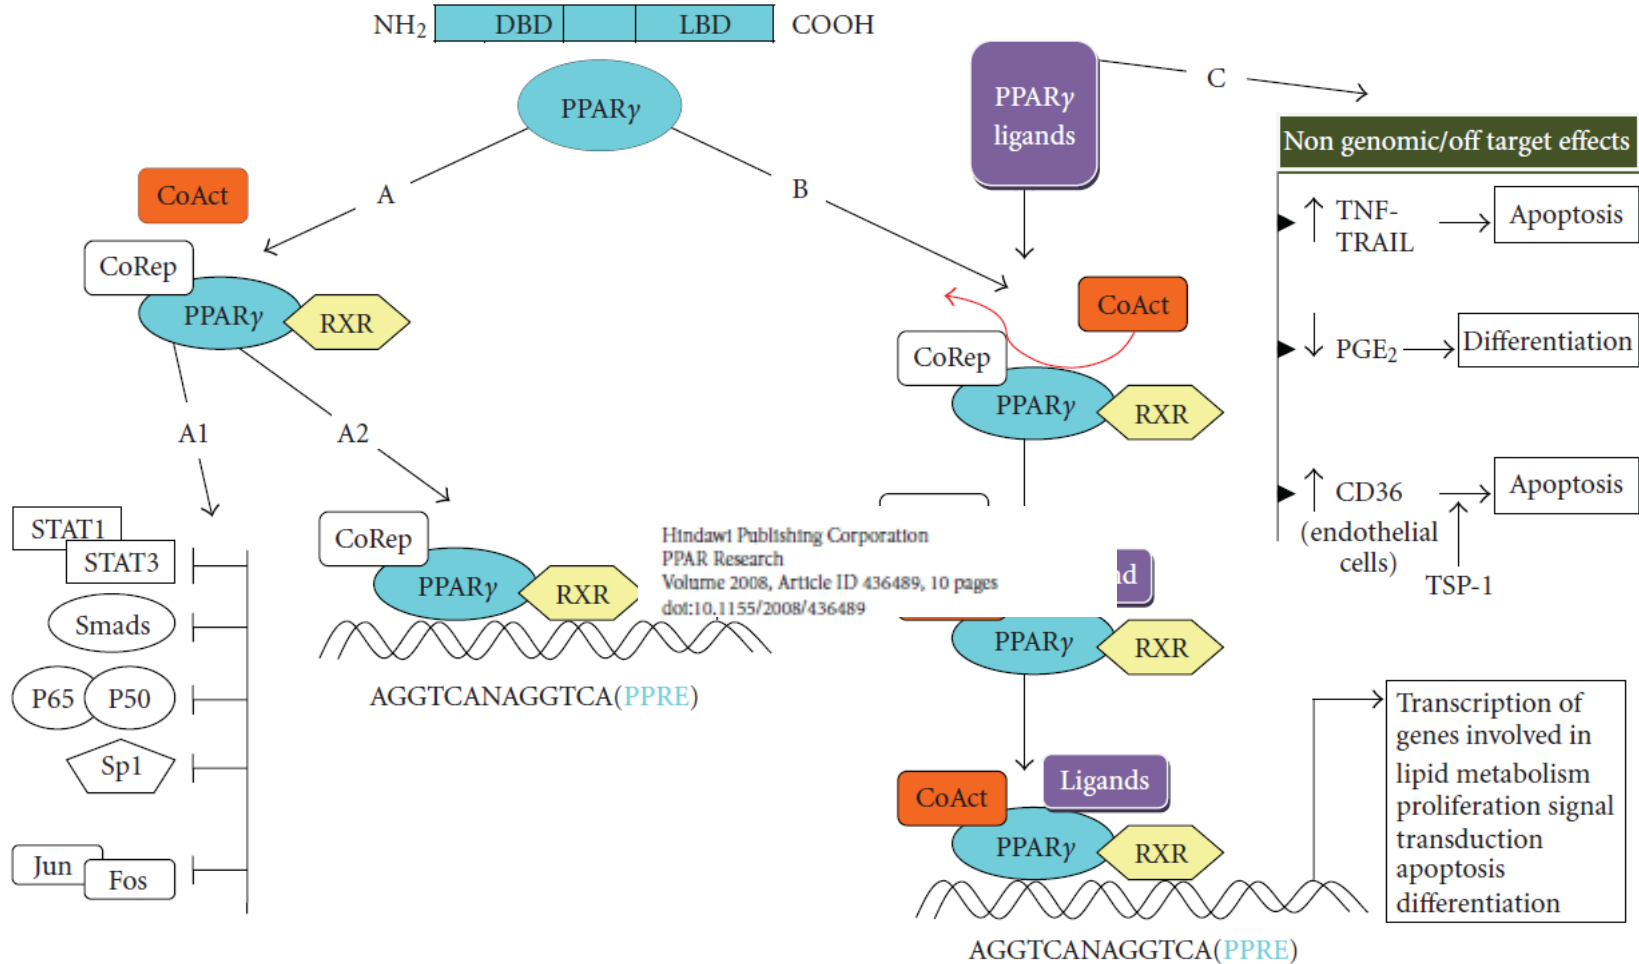 NH2 DBD LBD COOH
PPARγ
A
B
CoAct
CoRep
PPARγ
RXR
A1
A2
STAT1
STAT3
Smads
P65
P50
Sp1
Jun
Fos
CoRep
PPARγ
RXR
AGGTCANAGGTCA(PPRE)
Hindawi Publishing Corporation
PPAR Research
Volume 2008, Article ID 436489, 10 pages
doi:10.1155/2008/436489
PPARγ
ligands
C
CoAct
CoRep
PPARγ
RXR
nd
PPARγ
RXR
CoAct
Ligands
PPARγ
RXR
AGGTCANAGGTCA(PPRE)
Non genomic/off target effects
TNF-
TRAIL
Apoptosis
PGE2
Differentiation
CD36
(endothelial
cells)
Apoptosis
TSP-1
Transcription of
genes involved in
lipid metabolism
proliferation signal
transduction
apoptosis
differentiation